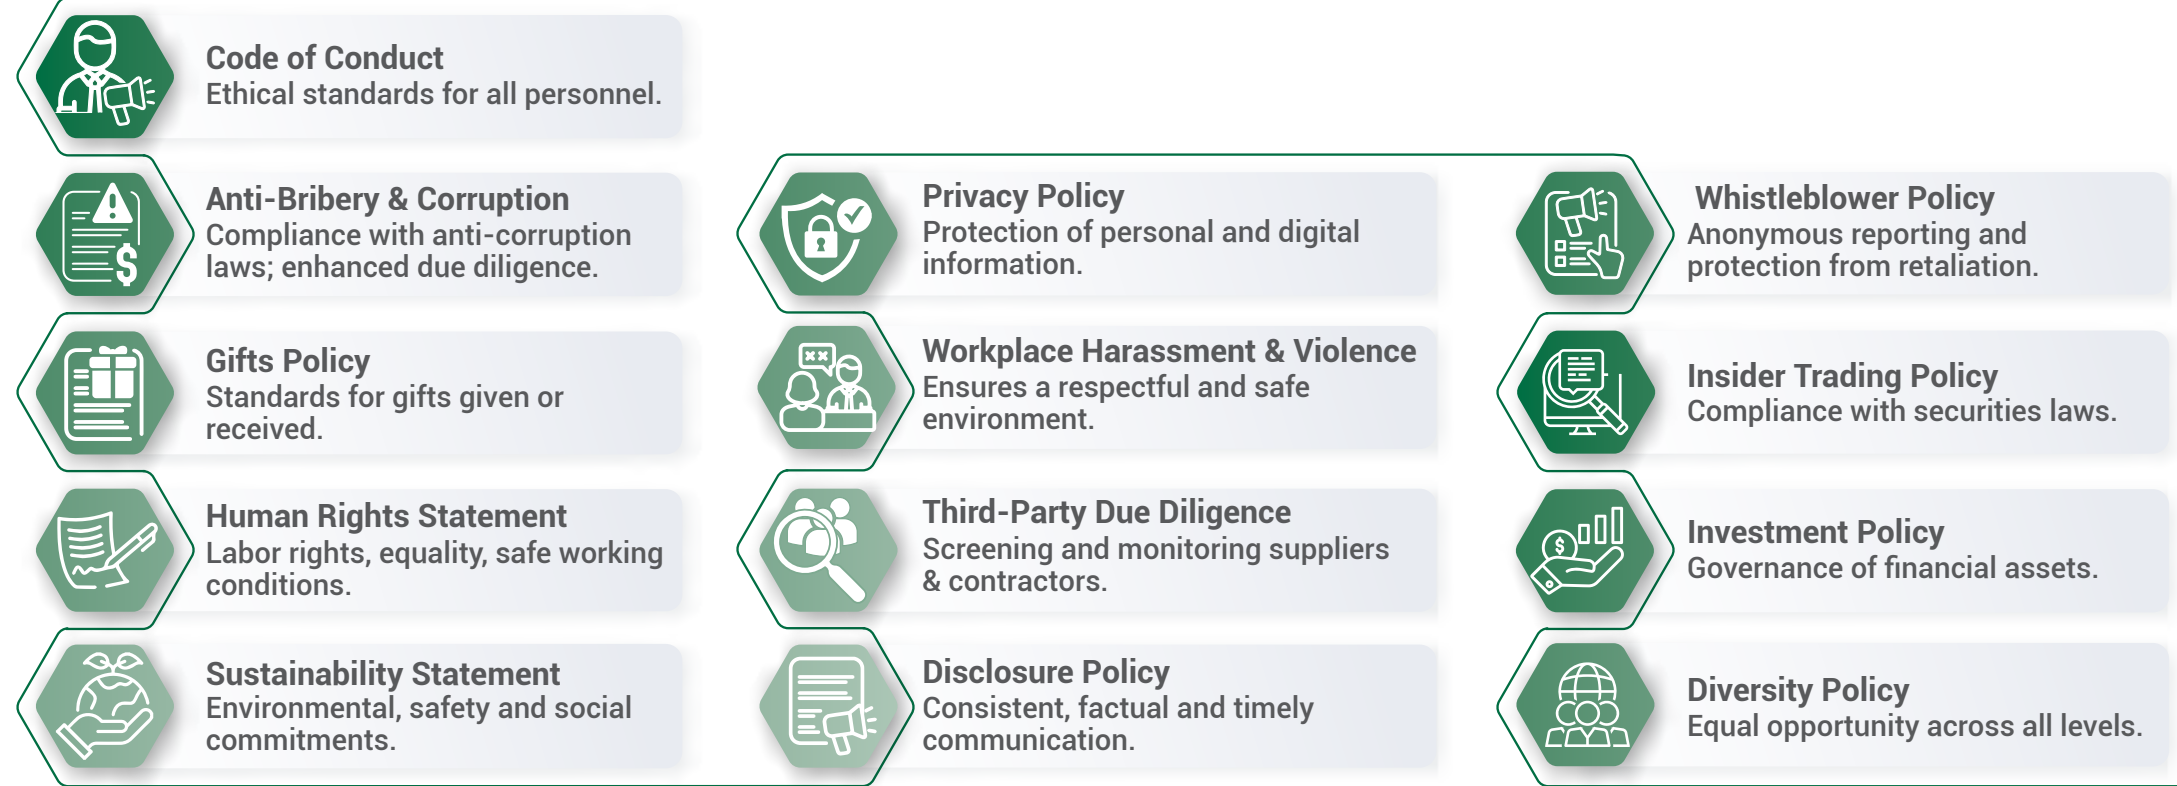 Code of Conduct
Ethical standards for all personnel.
Anti-Bribery & Corruption
Compliance with anti-corruption
laws; enhanced due diligence.
Gifts Policy
Standards for gifts given or
received.
Human Rights Statement
Labor rights, equality, safe working
conditions.
Sustainability Statement
Environmental, safety and social
commitments.
Privacy Policy
Protection of personal and digital
information.
Workplace Harassment & Violence
Ensures a respectful and safe
environment.
Third-Party Due Diligence
Screening and monitoring suppliers
& contractors.
Disclosure Policy
Consistent, factual and timely
communication.
Whistleblower Policy
Anonymous reporting and
protection from retaliation.
Insider Trading Policy
Compliance with securities laws.
Investment Policy
Governance of financial assets.
Diversity Policy
Equal opportunity across all levels.